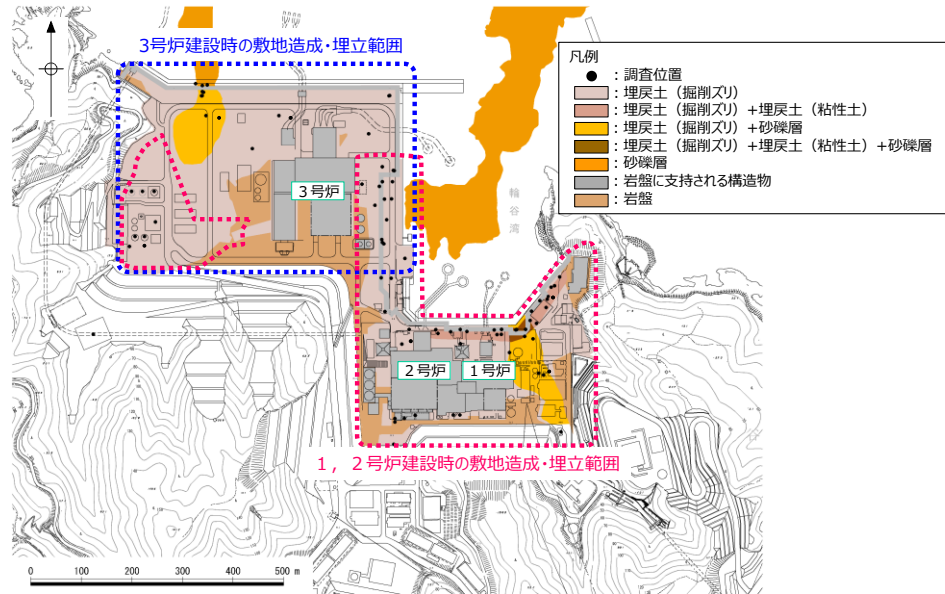 3号炉建設時の敷地造成・埋立範囲
凡例
：調査位置
：埋戻土（掘削ズリ）
：埋戻土（掘削ズリ）+埋戻土（粘性土）
：埋戻土（掘削ズリ）+砂礫層
：埋戻土（掘削ズリ）+埋戻土（粘性土）+砂礫層
：砂礫層
：岩盤に支持される構造物
：岩盤
3号炉
輪谷湾
2号炉
1号炉
1，2号炉建設時の敷地造成・埋立範囲
0 100 200 300 400 500 m